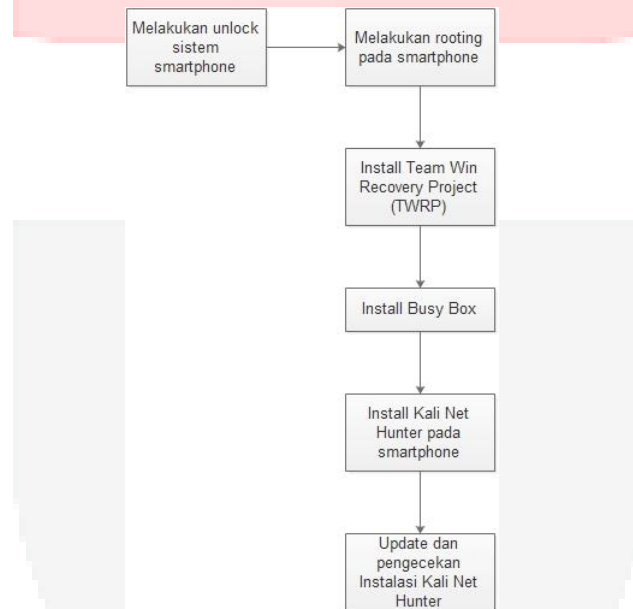 Melakukan unlock
sistem
smartphone
Melakukan rooting
pada smartphone
Install Team Win
Recovery Project
(TWRP)
Install Busy Box
Install Kali Net
Hunter pada
smartphone
Update dan
pengecekan
Instalasi Kali Net
Hunter